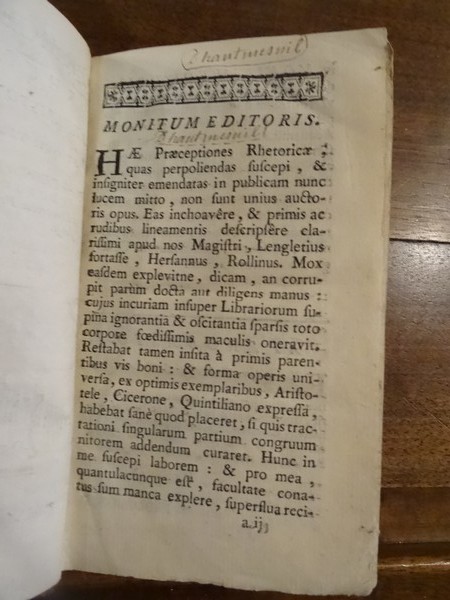 (Dhantmesnil)
MONITUM EDITORIS.
Dhantmesnil)
HÆ Præceptiones Rhetoricæ,
quas perpoliendas suscepi, &
insigniter emendatas in publicam nunc
lucem mitto, non sunt unius aucto-
ris opus. Eas inchoavêre, & primis ac
rudibus lineamentis descripsêre cla-
rissimi apud nos Magistri, Lengletius
fortasse, Hersannus, Rollinus. Mox
easdem explevitne, dicam, an corru-
pit parùm docta aut diligens manus:
cujus incuriam insuper Librariorum su-
pina ignorantia & oscitantia sparsis toto
corpore fœdissimis maculis oneravit.
Restabat tamen insita à primis paren-
tibus vis boni: & forma operis uni-
versa, ex optimis exemplaribus, Aristo-
tele, Cicerone, Quintiliano expressa,
habebat sanè quod placeret, si quis trac-
tationi singularum partium congruum
nitorem addendum curaret. Hunc in
me suscepi laborem: & pro mea,
quantulacunque est, facultate cona-
tus sum manca explere, superflua reci-
a ij